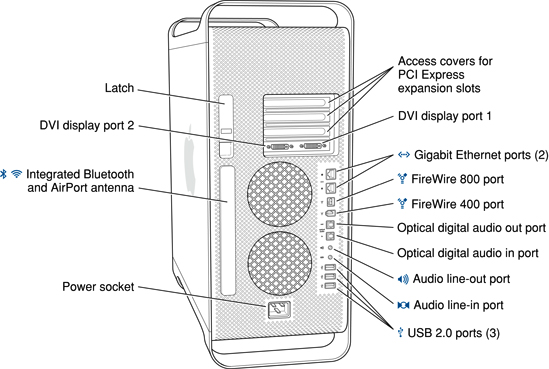 Latch
DVI display port 2
Integrated Bluetooth
and AirPort antenna
Power socket
Access covers for
PCI Express
expansion slots
DVI display port 1
Gigabit Ethernet ports (2)
FireWire 800 port
FireWire 400 port
Optical digital audio out port
Optical digital audio in port
Audio line-out port
Audio line-in port
USB 2.0 ports (3)